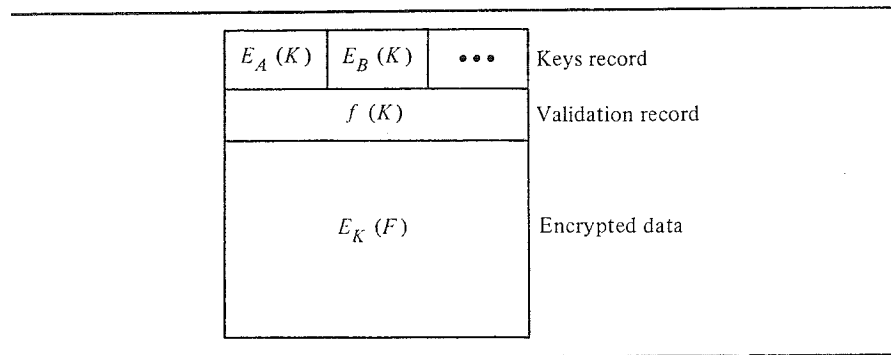 E_A (K) E_B (K) ••• Keys record
f (K) Validation record
E_K (F) Encrypted data